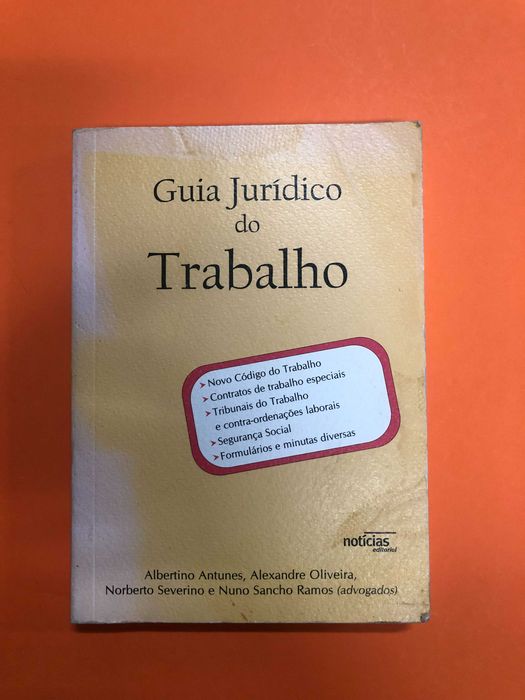 Guia Jurídico
do
Trabalho
➤Novo Código do Trabalho
➤Contratos de trabalho especiais
➤Tribunais do Trabalho
e contra-ordenações laborais
➤Segurança Social
➤Formulários e minutas diversas
notícias
editorial
Albertino Antunes, Alexandre Oliveira,
Norberto Severino e Nuno Sancho Ramos (advogados)